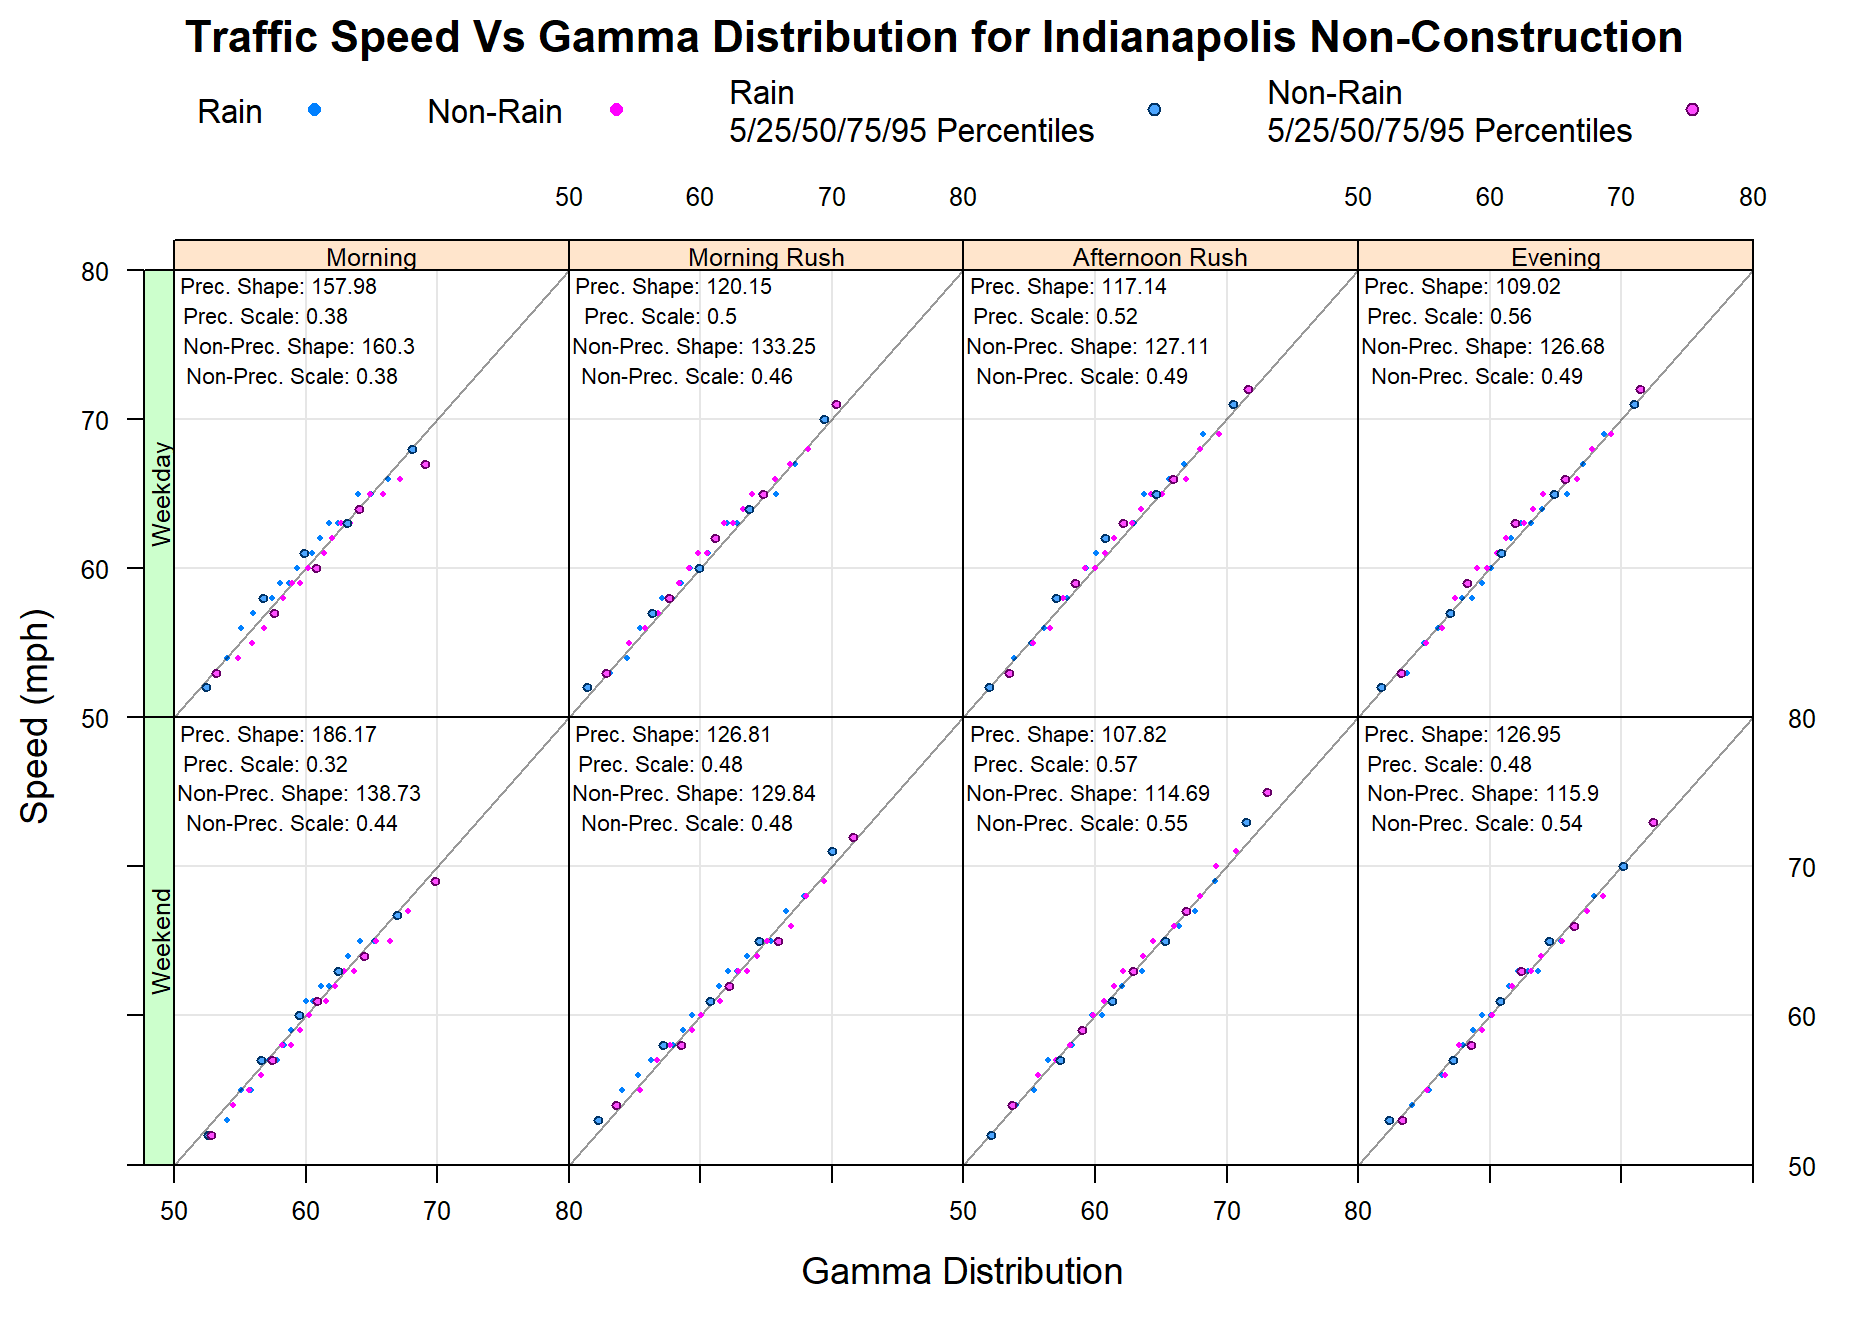 Traffic Speed Vs Gamma Distribution for Indianapolis Non-Construction
Rain
Non-Rain
Rain
5/25/50/75/95 Percentiles
Non-Rain
5/25/50/75/95 Percentiles
50 60 70 80 50 60 70 80
Morning Morning Rush Afternoon Rush Evening
80
70
60
50
Speed (mph)
Weekday
Prec. Shape: 157.98
Prec. Scale: 0.38
Non-Prec. Shape: 160.3
Non-Prec. Scale: 0.38
Prec. Shape: 120.15
Prec. Scale: 0.5
Non-Prec. Shape: 133.25
Non-Prec. Scale: 0.46
Prec. Shape: 117.14
Prec. Scale: 0.52
Non-Prec. Shape: 127.11
Non-Prec. Scale: 0.49
Prec. Shape: 109.02
Prec. Scale: 0.56
Non-Prec. Shape: 126.68
Non-Prec. Scale: 0.49
Weekend
Prec. Shape: 186.17
Prec. Scale: 0.32
Non-Prec. Shape: 138.73
Non-Prec. Scale: 0.44
Prec. Shape: 126.81
Prec. Scale: 0.48
Non-Prec. Shape: 129.84
Non-Prec. Scale: 0.48
Prec. Shape: 107.82
Prec. Scale: 0.57
Non-Prec. Shape: 114.69
Non-Prec. Scale: 0.55
Prec. Shape: 126.95
Prec. Scale: 0.48
Non-Prec. Shape: 115.9
Non-Prec. Scale: 0.54
80
70
60
50
50 60 70 80 50 60 70 80
Gamma Distribution